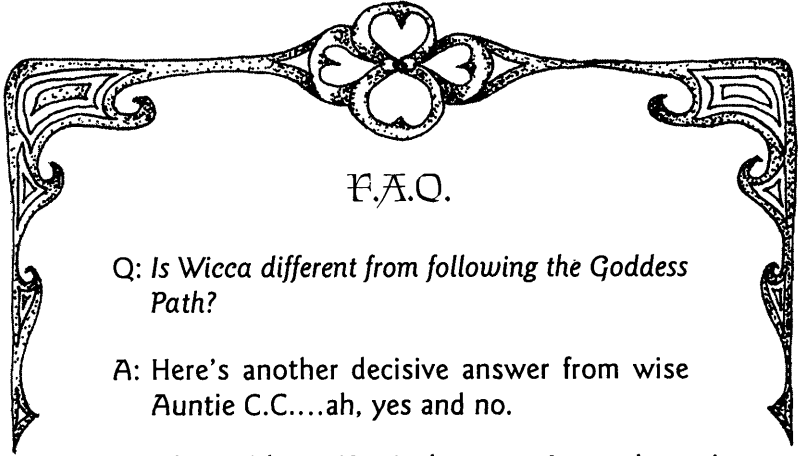 F.A.Q.
Q: Is Wicca different from following the Goddess
Path?
A: Here's another decisive answer from wise
Auntie C.C....ah, yes and no.